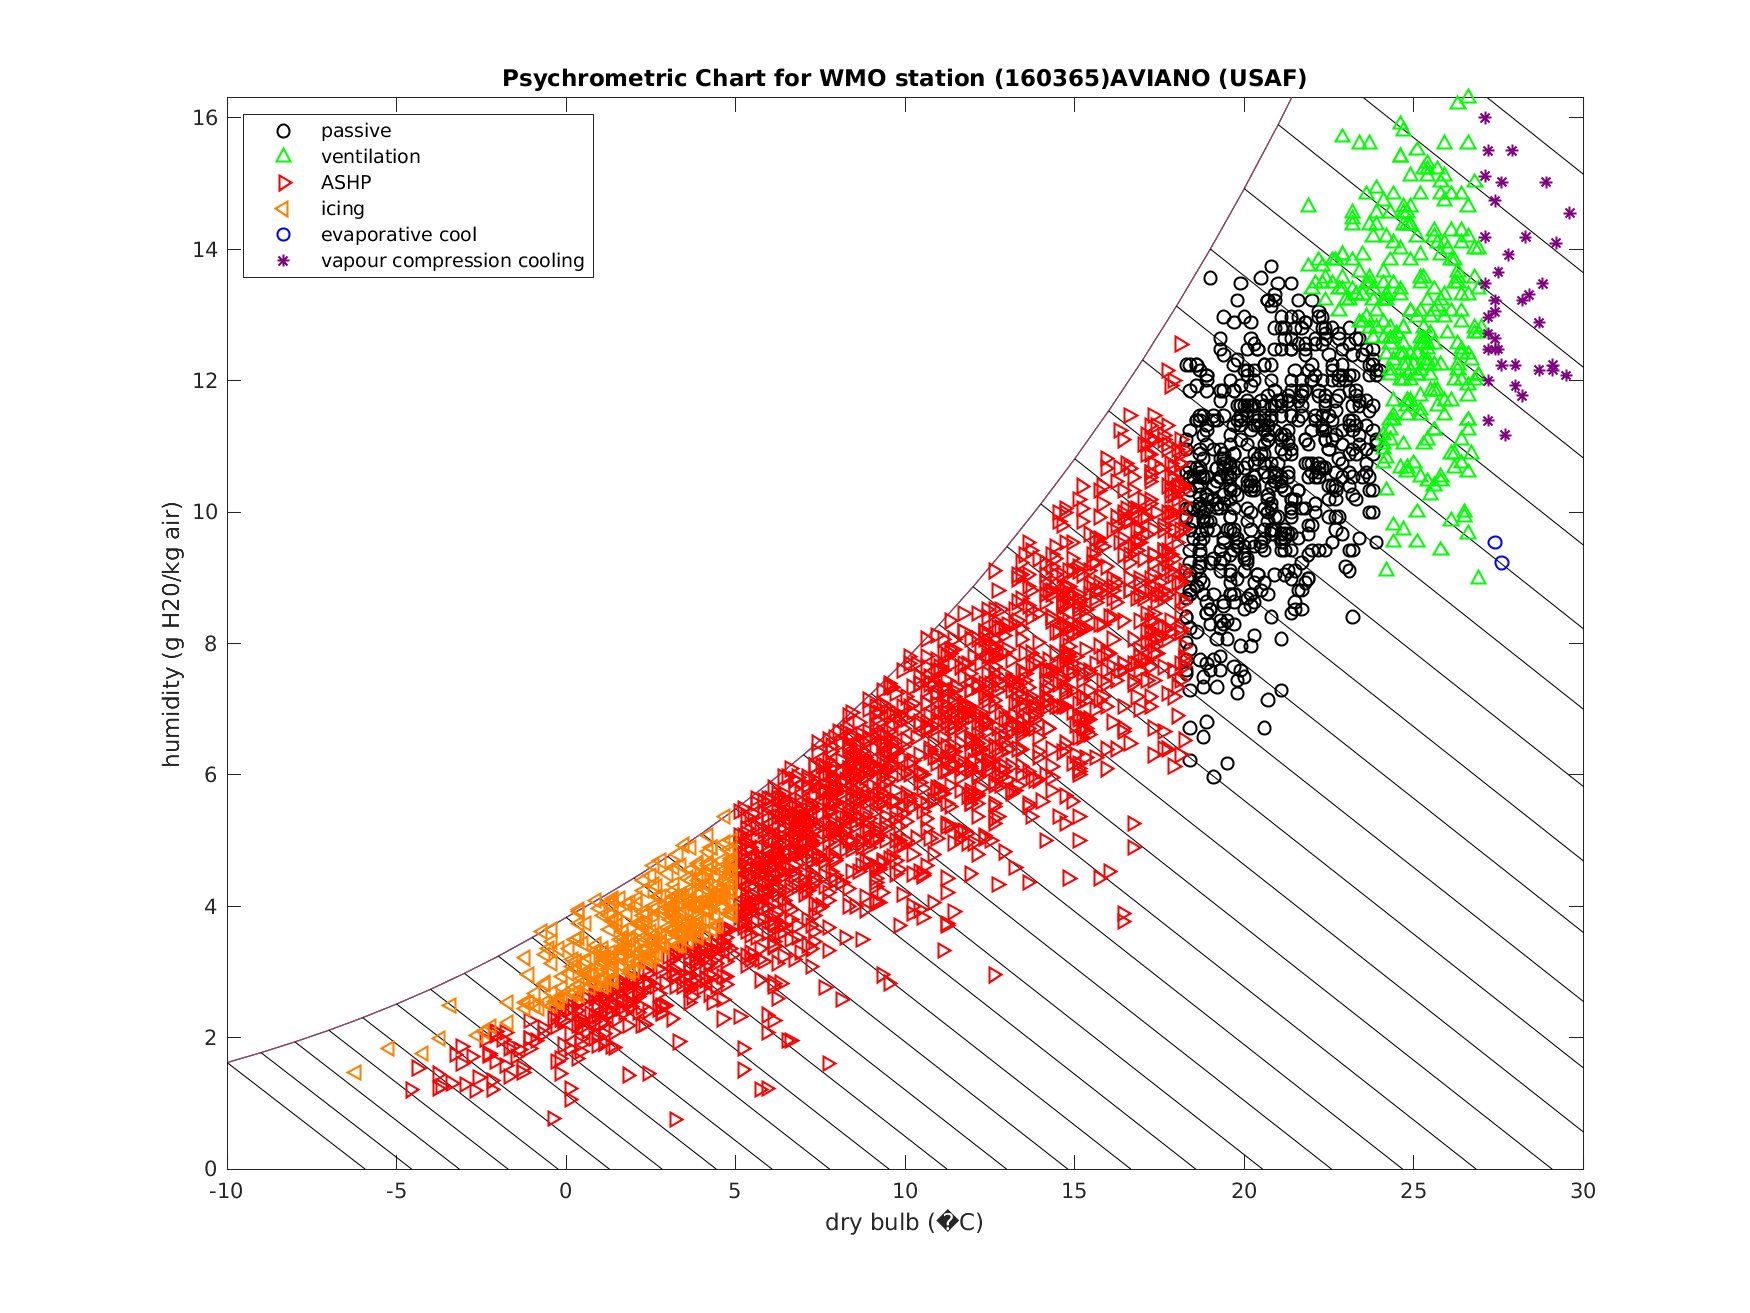 Psychrometric Chart for WMO station (160365)AVIANO (USAF)
passive
ventilation
ASHP
icing
evaporative cool
vapour compression cooling
humidity (g H20/kg air)
16
14
12
10
8
6
4
2
0
-10 -5 0 5 10 15 20 25 30
dry bulb (�C)